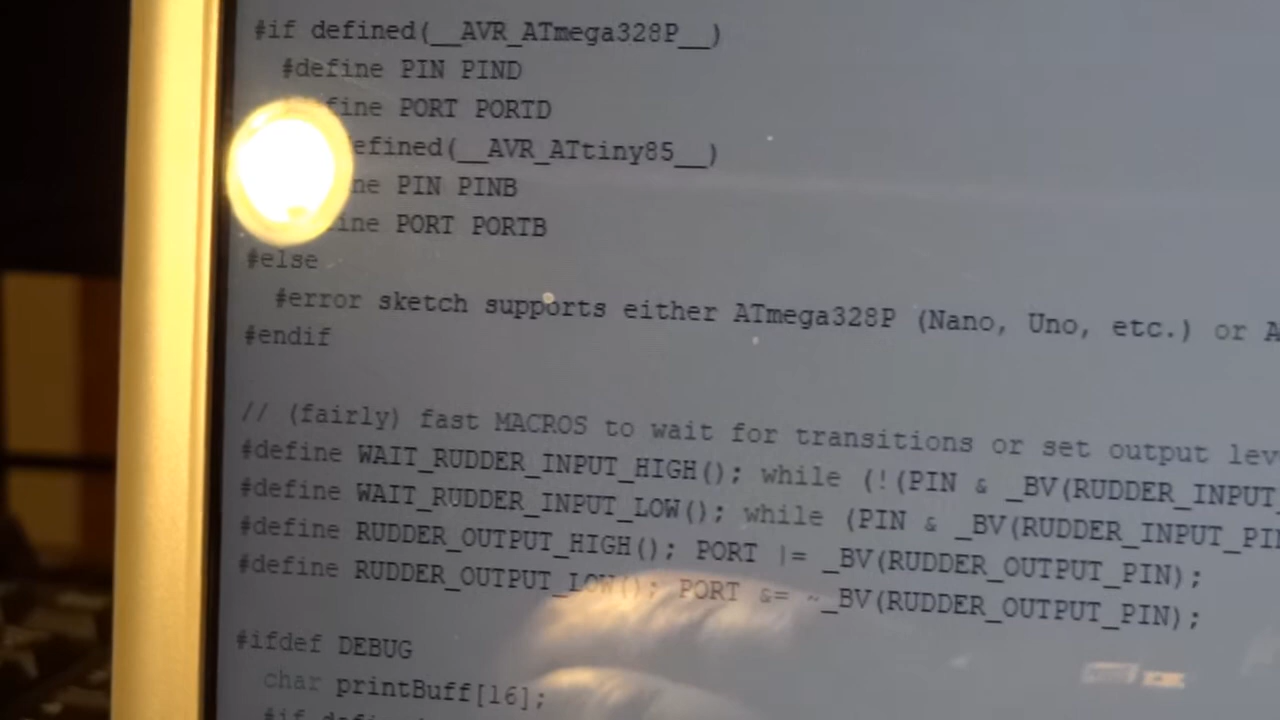 #if defined(__AVR_ATmega328P__)
#define PIN PIND
fine PORT PORTD
efined(__AVR_ATtiny85__)
ne PIN PINB
ine PORT PORTB
#else
#error sketch supports either ATmega328P (Nano, Uno, etc.) or A
#endif
// (fairly) fast MACROS to wait for transitions or set output lev
#define WAIT_RUDDER_INPUT_HIGH(); while (!(PIN & _BV(RUDDER_INPUT_
#define WAIT_RUDDER_INPUT_LOW(); while (PIN & _BV(RUDDER_INPUT_PIN
#define RUDDER_OUTPUT_HIGH(); PORT |= _BV(RUDDER_OUTPUT_PIN);
#define RUDDER_OUTPUT_LOW(); PORT &= ~_BV(RUDDER_OUTPUT_PIN);
#ifdef DEBUG
char printBuff[16];
#if